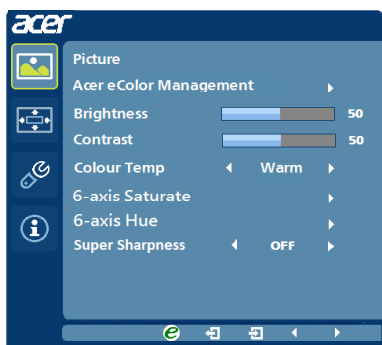 acer
Picture
Acer eColor Management
Brightness 50
Contrast 50
Colour Temp Warm
6-axis Saturate
6-axis Hue
Super Sharpness OFF
e